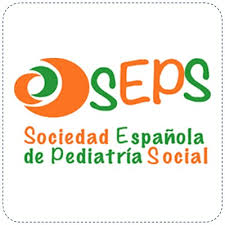 SEPS
Sociedad Española
de Pediatría Social